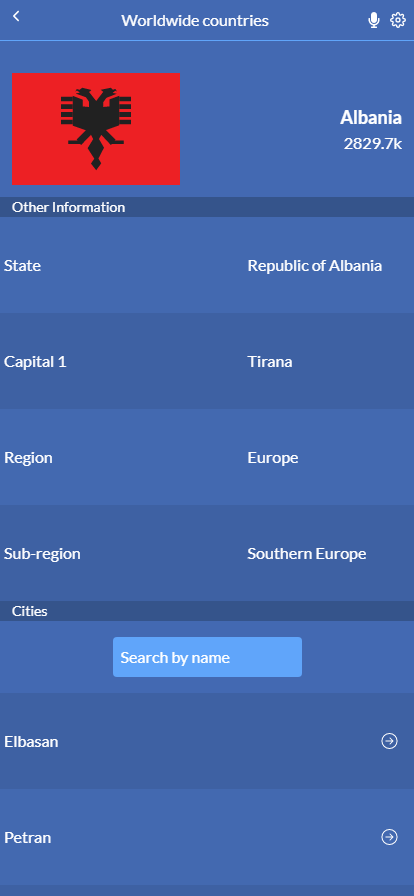 Worldwide countries
Albania
2829.7k
Other Information
State Republic of Albania
Capital 1 Tirana
Region Europe
Sub-region Southern Europe
Cities
Search by name
Elbasan
Petran